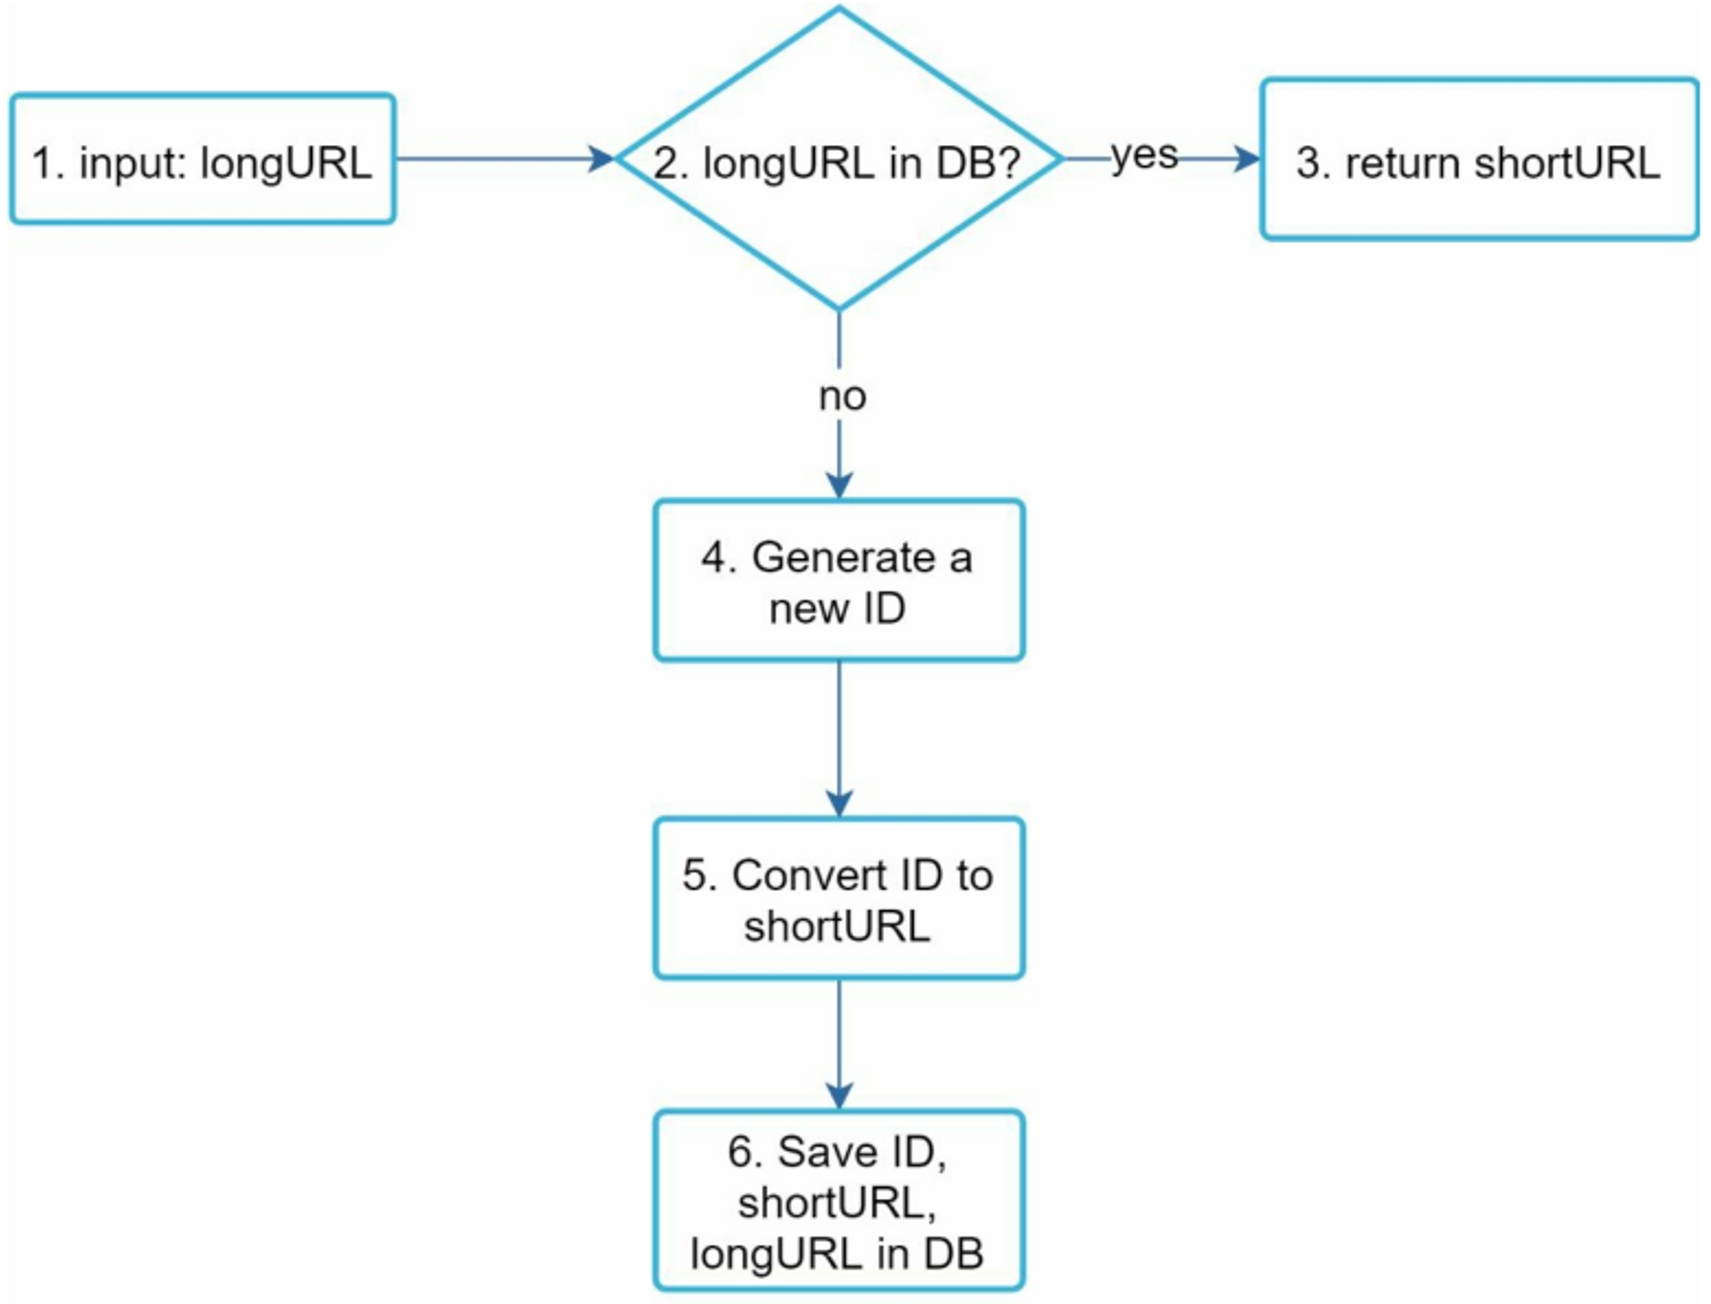 1. input: longURL
2. longURL in DB?
yes
3. return shortURL
no
4. Generate a
new ID
5. Convert ID to
shortURL
6. Save ID,
shortURL,
longURL in DB